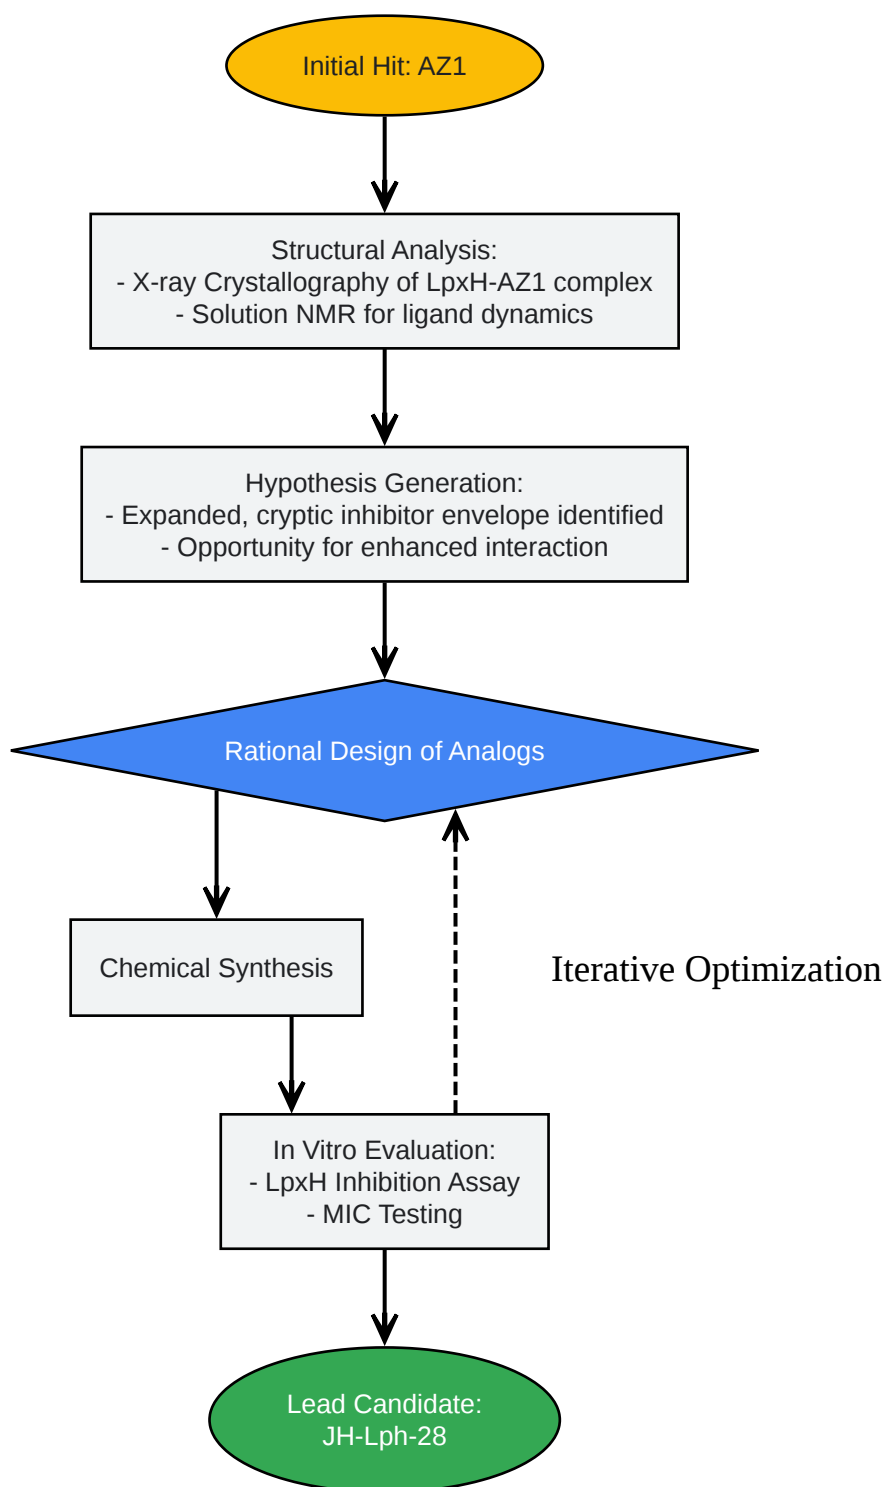 Initial Hit: AZ1
Structural Analysis:
- X-ray Crystallography of LpxH-AZ1 complex
- Solution NMR for ligand dynamics
Hypothesis Generation:
- Expanded, cryptic inhibitor envelope identified
- Opportunity for enhanced interaction
Rational Design of Analogs
Chemical Synthesis
Iterative Optimization
In Vitro Evaluation:
- LpxH Inhibition Assay
- MIC Testing
Lead Candidate:
JH-Lph-28